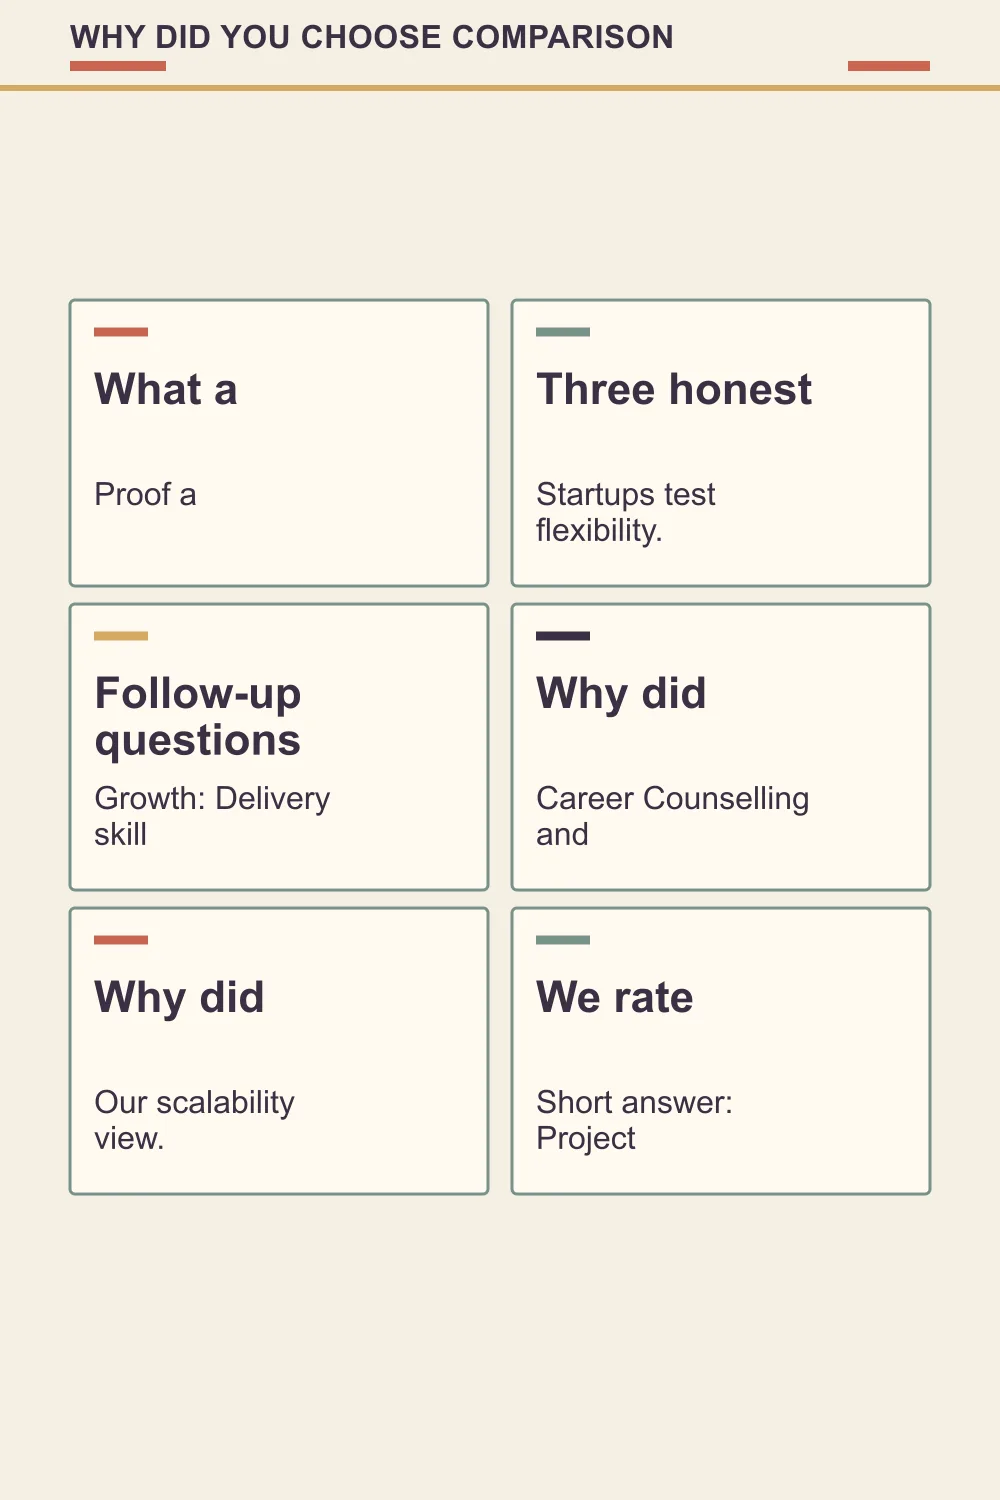 WHY DID YOU CHOOSE COMPARISON
What a
Proof a
Three honest
Startups test
flexibility.
Follow-up
questions
Growth: Delivery
skill
Why did
Career Counselling
and
Why did
Our scalability
view.
We rate
Short answer:
Project